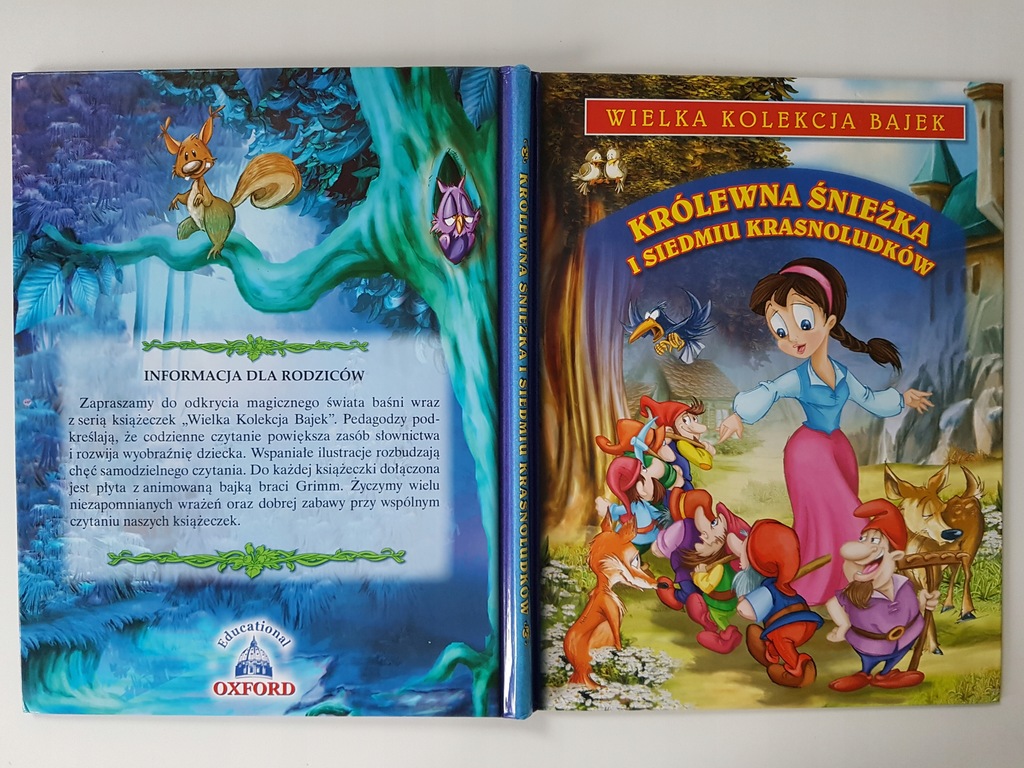 INFORMACJA DLA RODZICÓW
Zapraszamy do odkrycia magicznego świata baśni wraz
z serią książeczek „Wielka Kolekcja Bajek”. Pedagodzy pod-
kreślają, że codzienne czytanie powiększa zasób słownictwa
i rozwija wyobraźnię dziecka. Wspaniałe ilustracje rozbudzają
chęć samodzielnego czytania. Do każdej książeczki dołączona
jest płyta z animowaną bajką braci Grimm. Życzymy wielu
niezapomnianych wrażeń oraz dobrej zabawy przy wspólnym
czytaniu naszych książeczek.
Educational
OXFORD
KRÓLEWNA ŚNIEŻKA I SIEDMIU KRASNOLUDKÓW
WIELKA KOLEKCJA BAJEK
KRÓLEWNA ŚNIEŻKA
I SIEDMIU KRASNOLUDKÓW